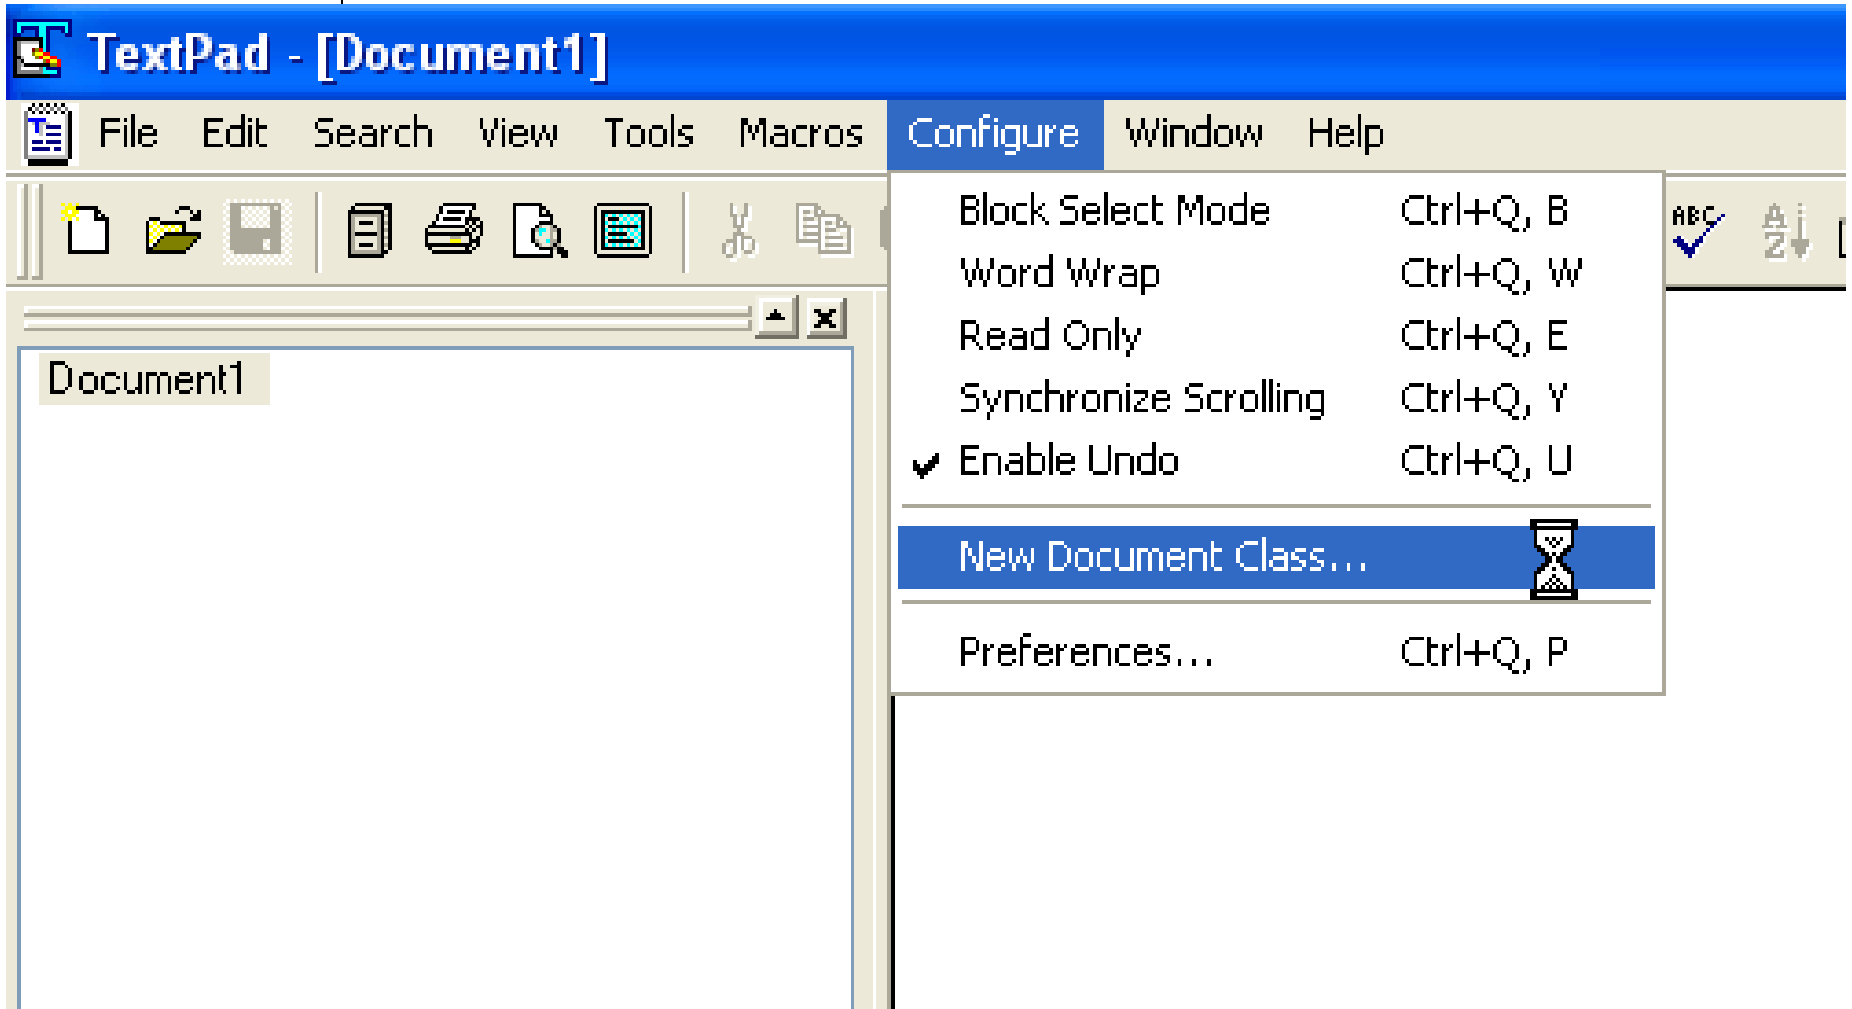 TextPad - [Document1]
File Edit Search View Tools Macros Configure Window Help
Block Select Mode Ctrl+Q, B
ABC
A
Z
Word Wrap Ctrl+Q, W
Read Only Ctrl+Q, E
Document1
Synchronize Scrolling Ctrl+Q, Y
Enable Undo Ctrl+Q, U
New Document Class...
Preferences... Ctrl+Q, P